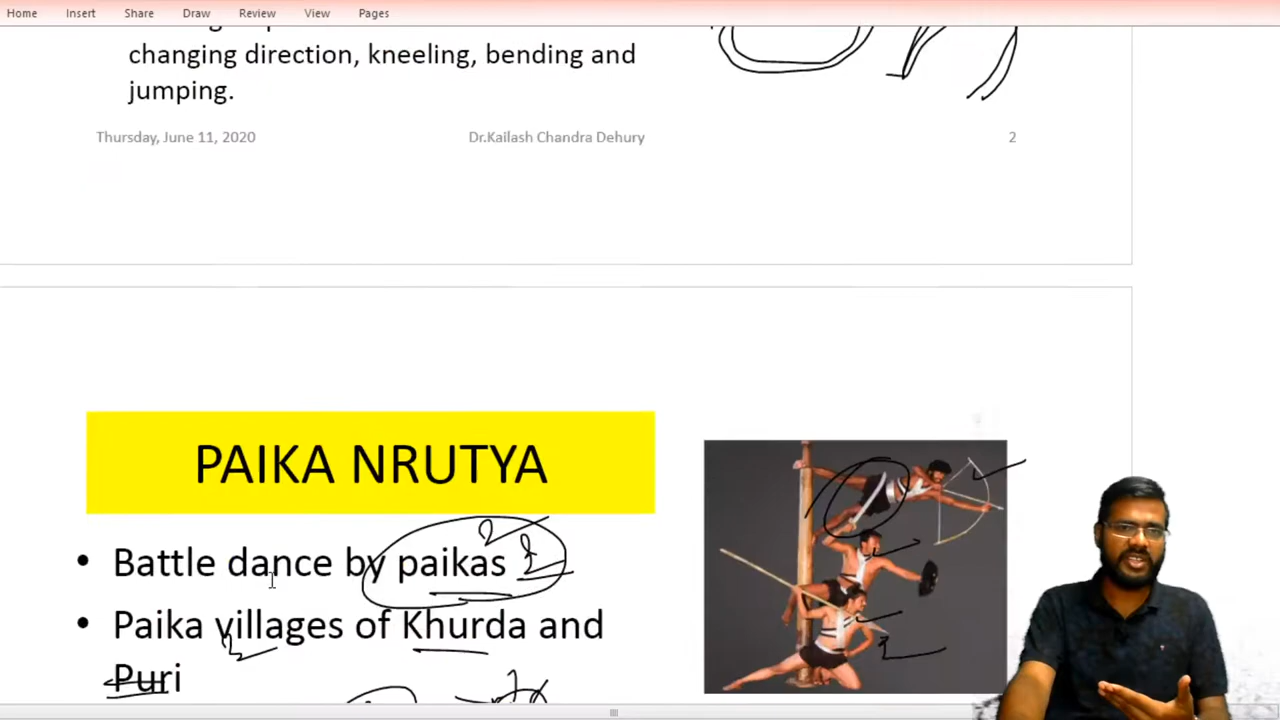 Home Insert Share Draw Review View Pages
changing direction, kneeling, bending and
jumping.
Thursday, June 11, 2020 Dr.Kailash Chandra Dehury 2
PAIKA NRUTYA
• Battle dance by paikas
• Paika villages of Khurda and
Puri